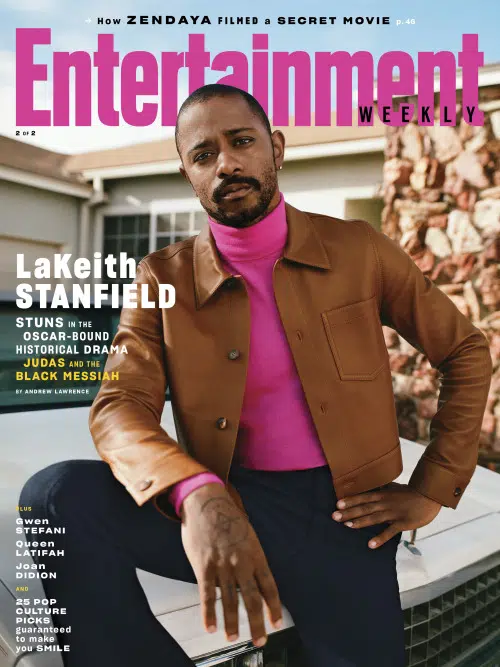 How ZENDAYA FILMED a SECRET MOVIE p.46
Entertainment
WEEKLY
2 OF 2
LaKeith
STANFIELD
STUNS IN THE
OSCAR-BOUND
HISTORICAL DRAMA
JUDAS AND THE
BLACK MESSIAH
BY ANDREW LAWRENCE
PLUS
Gwen
STEFANI
Queen
LATIFAH
Joan
DIDION
AND
25 POP
CULTURE
PICKS
guaranteed
to make
you SMILE